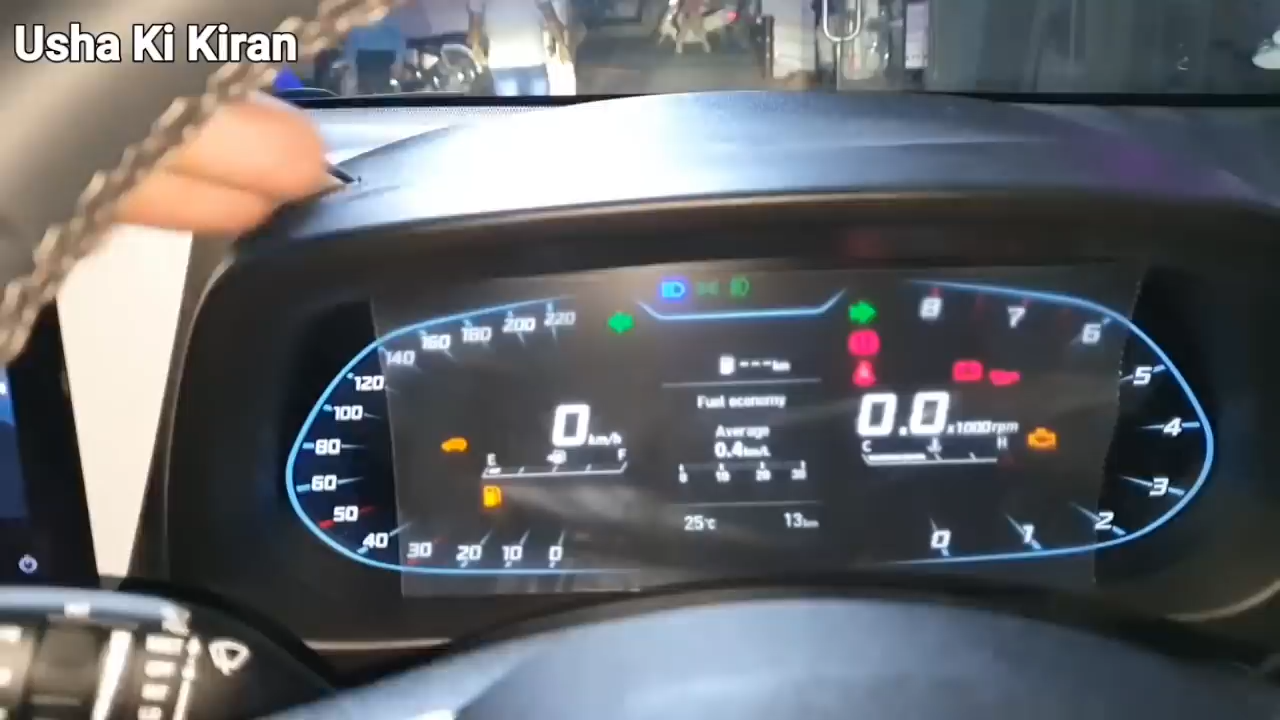 Usha Ki Kiran
220
200
180
160
140
120
100
80
60
50
40
30
20
10
0
0 km/h
E F
---km
Fuel economy
Average
0.4km/L
0 10 20 30
25°C 13km
0.0 x1000rpm
C H
8
7
6
5
4
3
2
1
0